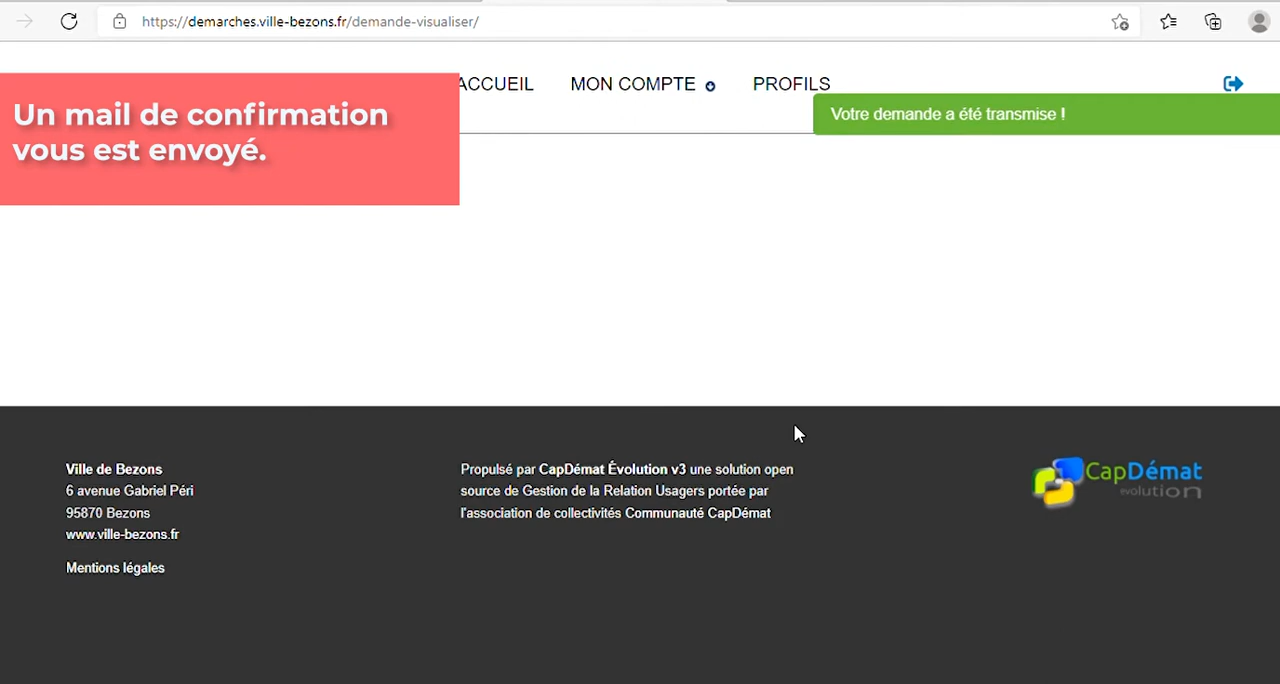 https://demarches.ville-bezons.fr/demande-visualiser/
ACCUEIL
MON COMPTE
PROFILS
Un mail de confirmation
vous est envoyé.
Votre demande a été transmise !
Ville de Bezons
6 avenue Gabriel Péri
95870 Bezons
www.ville-bezons.fr
Mentions légales
Propulsé par CapDémat Évolution v3 une solution open
source de Gestion de la Relation Usagers portée par
l'association de collectivités Communauté CapDémat
CapDémat
evolution